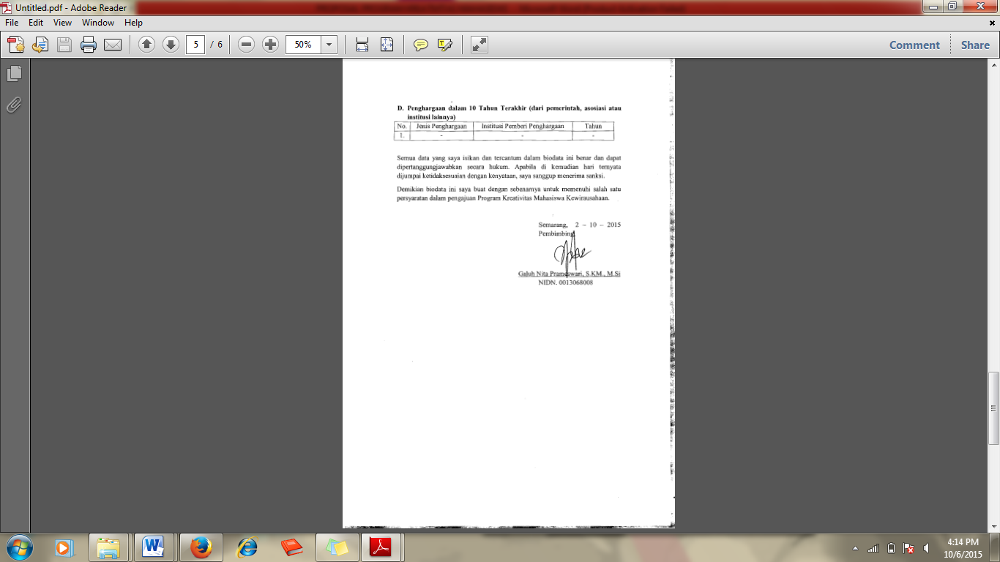 Untitled.pdf - Adobe Reader
File Edit View Window Help
5 / 6 50% Comment Share
D. Penghargaan dalam 10 Tahun Terakhir (dari pemerintah, asosiasi atau
institusi lainnya)
No. Jenis Penghargaan Institusi Pemberi Penghargaan Tahun
1. - - -
Semua data yang saya isikan dan tercantum dalam biodata ini benar dan dapat
dipertanggungjawabkan secara hukum. Apabila di kemudian hari ternyata
dijumpai ketidaksesuaian dengan kenyataan, saya sanggup menerima sanksi.
Demikian biodata ini saya buat dengan sebenarnya untuk memenuhi salah satu
persyaratan dalam pengajuan Program Kreativitas Mahasiswa Kewirausahaan.
Semarang, 2 – 10 – 2015
Pembimbing
Galuh Nita Prameswari, S.KM., M.Si
NIDN. 0013068008
4:14 PM
10/6/2015